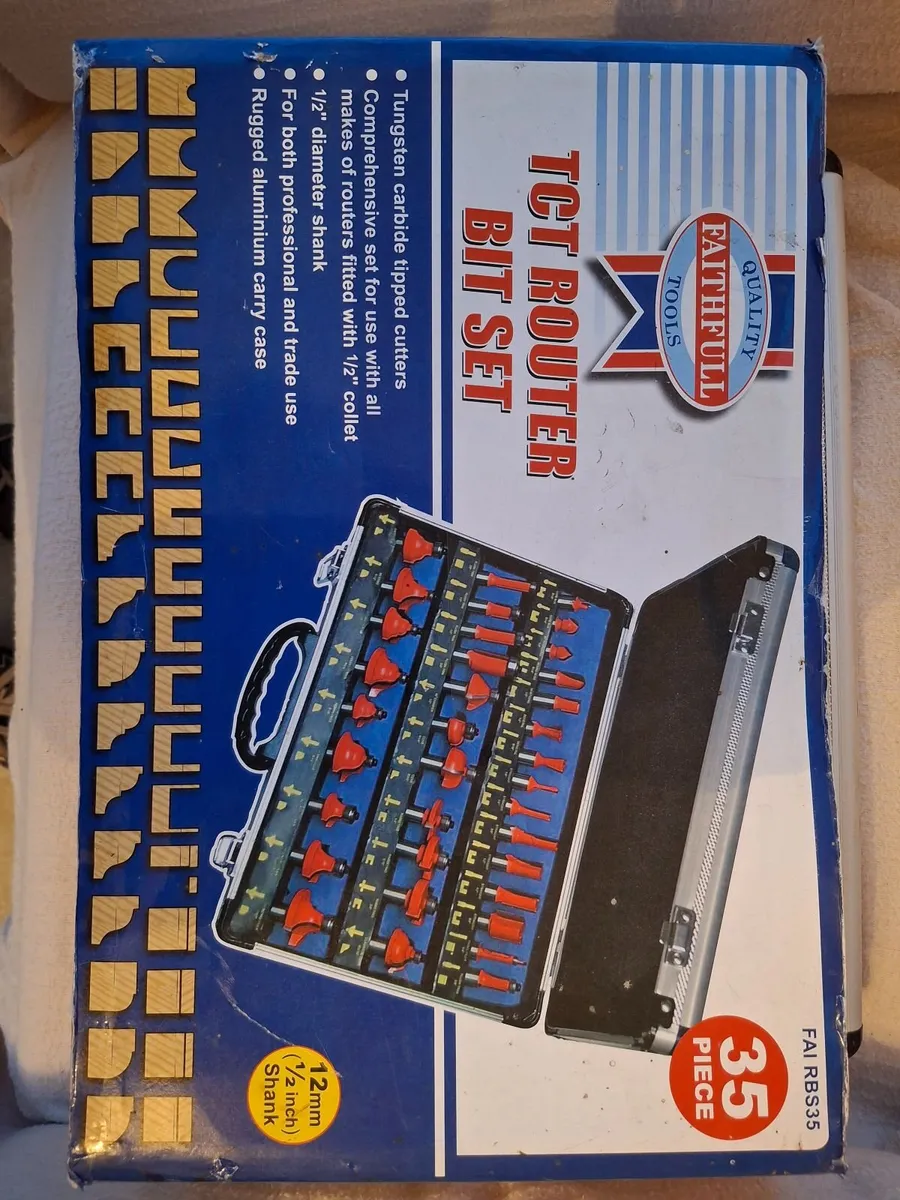 FAI RBS35
QUALITY
FAITHFULL
TOOLS
35
PIECE
TCT ROUTER
BIT SET
• Tungsten carbide tipped cutters
• Comprehensive set for use with all
makes of routers fitted with 1/2" collet
• 1/2" diameter shank
• For both professional and trade use
• Rugged aluminium carry case
12mm
(1/2 inch)
Shank